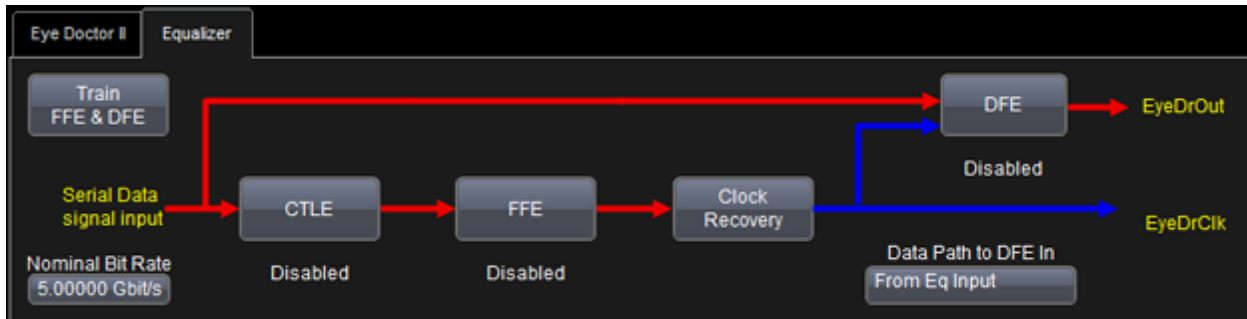 Eye Doctor II
Equalizer
Train
FFE & DFE
DFE
EyeDrOut
Disabled
Serial Data
signal input
CTLE
FFE
Clock
Recovery
EyeDrClk
Nominal Bit Rate
5.00000 Gbit/s
Disabled
Disabled
Data Path to DFE In
From Eq Input